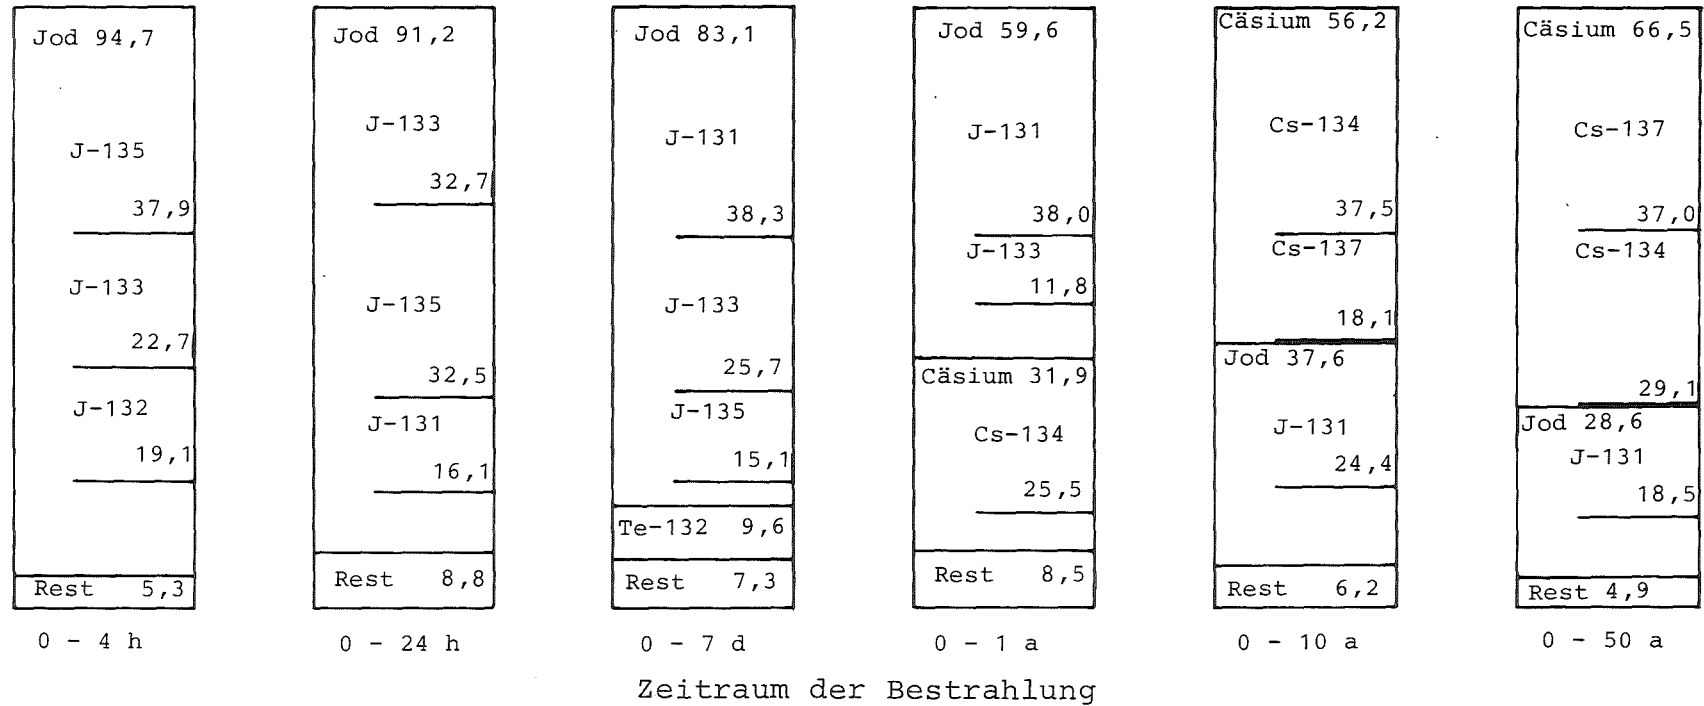 Jod 94,7
J-135
37,9
J-133
22,7
J-132
19,1
Rest 5,3
0 - 4 h
Jod 91,2
J-133
32,7
J-135
32,5
J-131
16,1
Rest 8,8
0 - 24 h
Jod 83,1
J-131
38,3
J-133
25,7
J-135
15,1
Te-132 9,6
Rest 7,3
0 - 7 d
Jod 59,6
J-131
38,0
J-133
11,8
Cäsium 31,9
Cs-134
25,5
Rest 8,5
0 - 1 a
Cäsium 56,2
Cs-134
37,5
Cs-137
18,1
Jod 37,6
J-131
24,4
Rest 6,2
0 - 10 a
Cäsium 66,5
Cs-137
37,0
Cs-134
29,1
Jod 28,6
J-131
18,5
Rest 4,9
0 - 50 a
Zeitraum der Bestrahlung